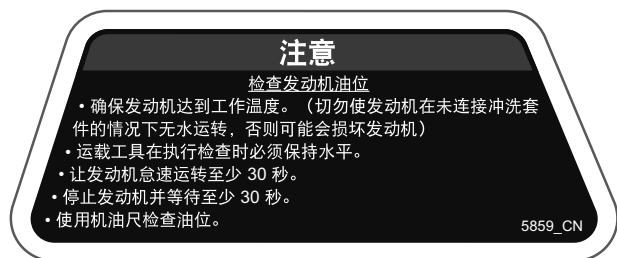 注意
检查发动机油位
• 确保发动机达到工作温度。（切勿使发动机在未连接冲洗套
件的情况下无水运转，否则可能会损坏发动机）
• 运载工具在执行检查时必须保持水平。
• 让发动机怠速运转至少 30 秒。
• 停止发动机并等待至少 30 秒。
• 使用机油尺检查油位。
5859_CN